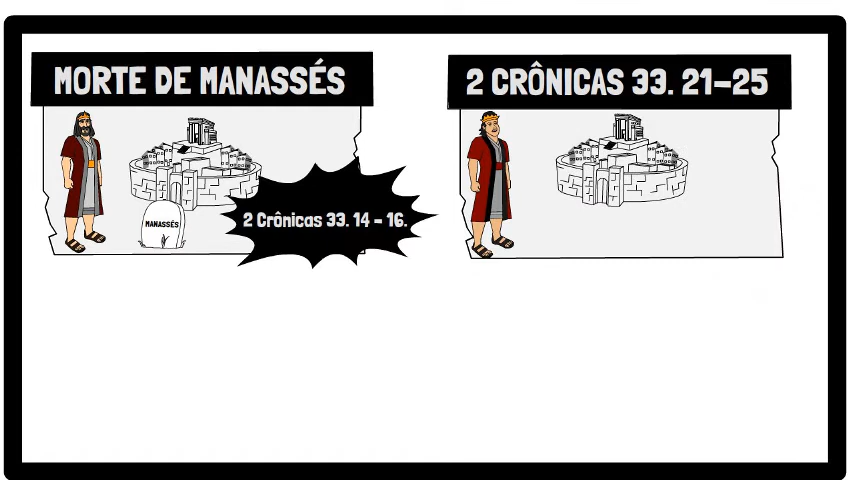 MORTE DE MANASSÉS
2 CRÔNICAS 33. 21-25
MANASSÉS
2 Crônicas 33. 14 - 16.